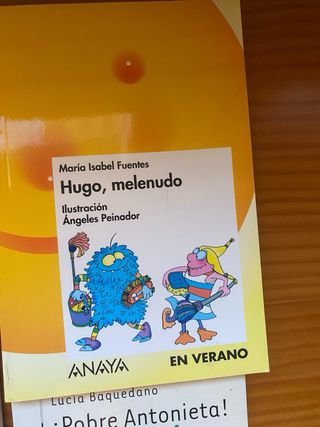 María Isabel Fuentes
Hugo, melenudo
Ilustración
Ángeles Peinador
ANAYA
EN VERANO
Lucía Baquedano
¡Pobre Antonieta!